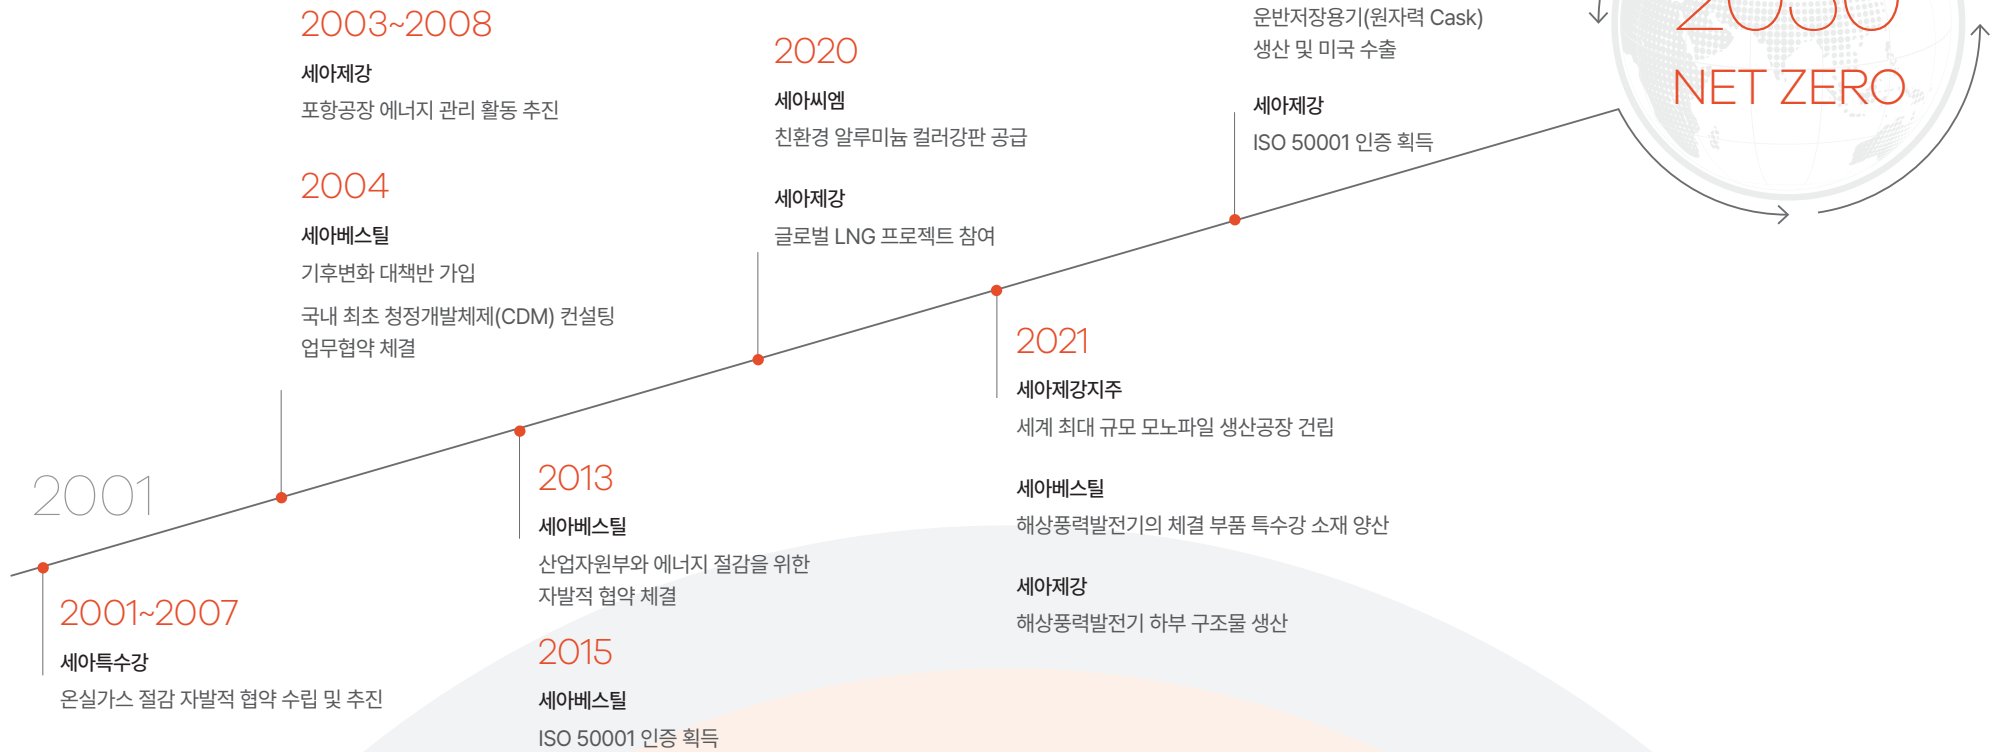 2001
2001~2007
세아특수강
온실가스 절감 자발적 협약 수립 및 추진
2003~2008
세아제강
포항공장 에너지 관리 활동 추진
2004
세아베스틸
기후변화 대책반 가입
국내 최초 청정개발체제(CDM) 컨설팅
업무협약 체결
2013
세아베스틸
산업자원부와 에너지 절감을 위한
자발적 협약 체결
2015
세아베스틸
ISO 50001 인증 획득
2020
세아씨엠
친환경 알루미늄 컬러강판 공급
세아제강
글로벌 LNG 프로젝트 참여
2021
세아제강지주
세계 최대 규모 모노파일 생산공장 건립
세아베스틸
해상풍력발전기의 체결 부품 특수강 소재 양산
세아제강
해상풍력발전기 하부 구조물 생산
운반저장용기(원자력 Cask)
생산 및 미국 수출
세아제강
ISO 50001 인증 획득
2050
NET ZERO